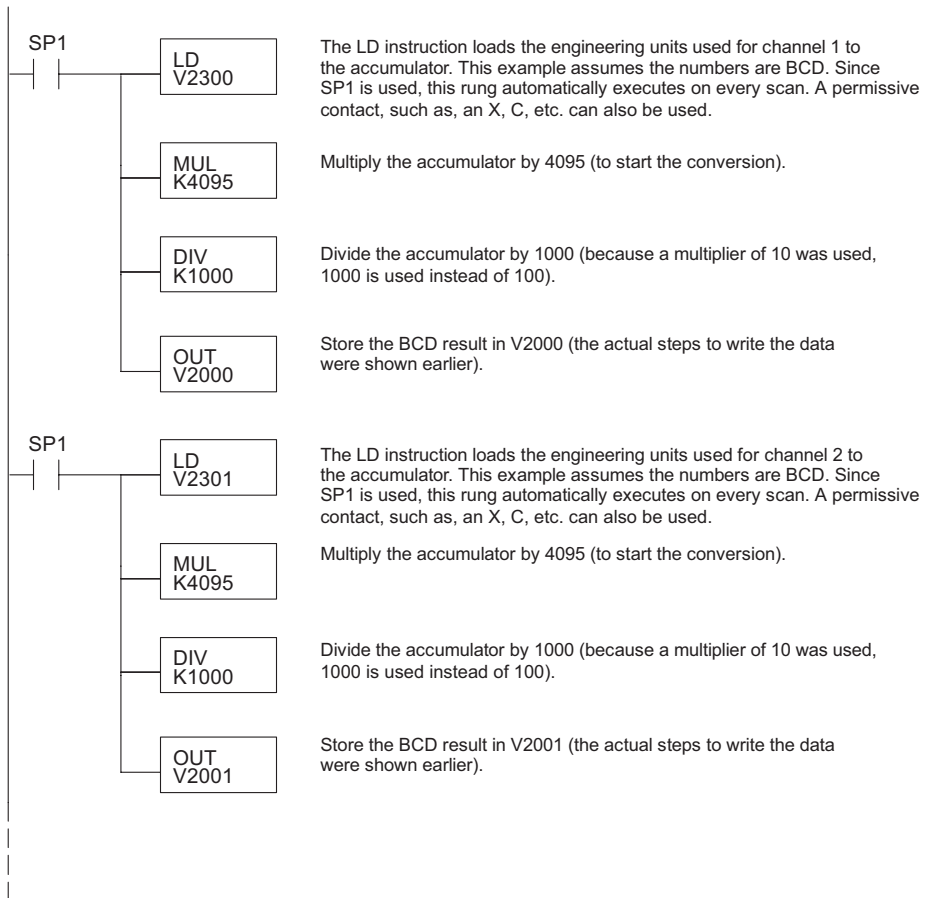 SP1
LD
V2300
The LD instruction loads the engineering units used for channel 1 to
the accumulator. This example assumes the numbers are BCD. Since
SP1 is used, this rung automatically executes on every scan. A permissive
contact, such as, an X, C, etc. can also be used.
MUL
K4095
Multiply the accumulator by 4095 (to start the conversion).
DIV
K1000
Divide the accumulator by 1000 (because a multiplier of 10 was used,
1000 is used instead of 100).
OUT
V2000
Store the BCD result in V2000 (the actual steps to write the data
were shown earlier).
SP1
LD
V2301
The LD instruction loads the engineering units used for channel 2 to
the accumulator. This example assumes the numbers are BCD. Since
SP1 is used, this rung automatically executes on every scan. A permissive
contact, such as, an X, C, etc. can also be used.
MUL
K4095
Multiply the accumulator by 4095 (to start the conversion).
DIV
K1000
Divide the accumulator by 1000 (because a multiplier of 10 was used,
1000 is used instead of 100).
OUT
V2001
Store the BCD result in V2001 (the actual steps to write the data
were shown earlier).